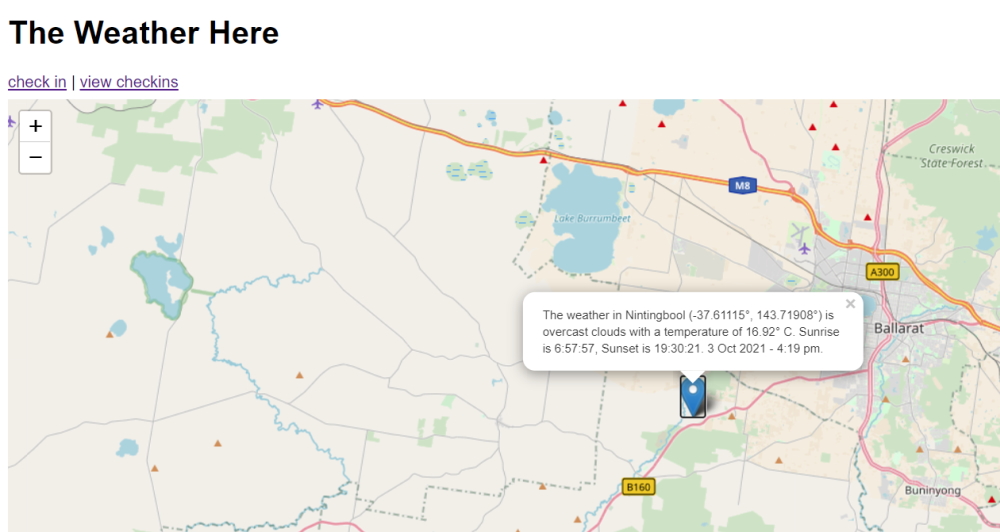 The Weather Here
check in | view checkins
+
−
M8
Creswick
State Forest
Lake Burrumbeet
A300
×
The weather in Nintingbool (-37.61115°, 143.71908°) is
overcast clouds with a temperature of 16.92° C. Sunrise
is 6:57:57, Sunset is 19:30:21. 3 Oct 2021 - 4:19 pm.
Ballarat
B160
Buninyong